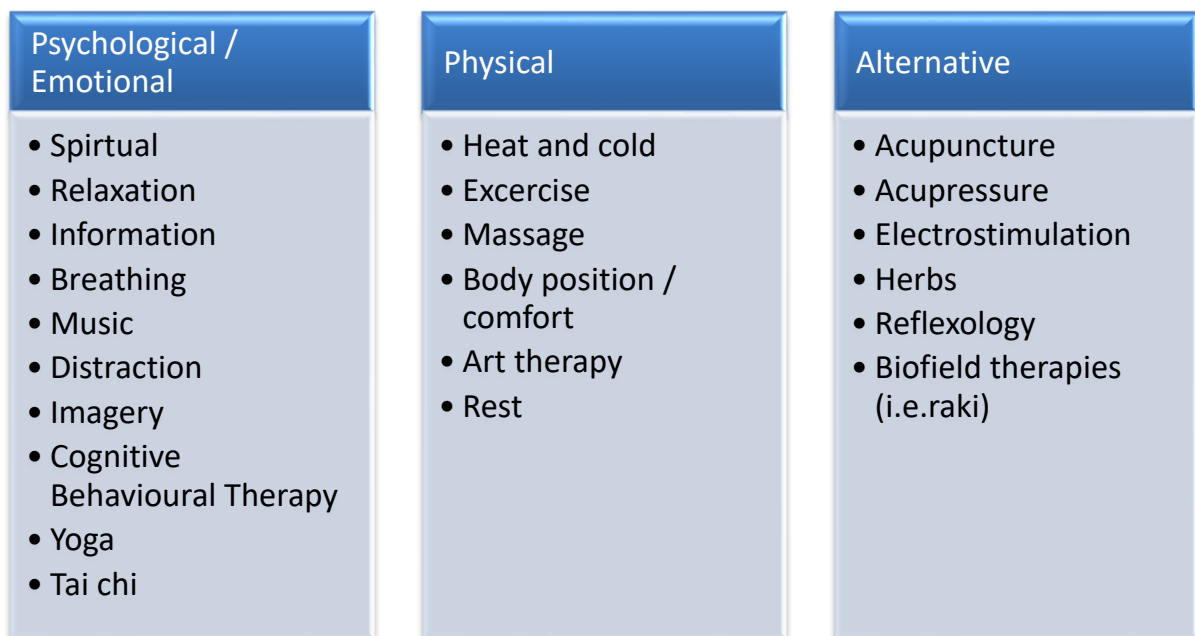 Psychological /
Emotional
• Spirtual
• Relaxation
• Information
• Breathing
• Music
• Distraction
• Imagery
• Cognitive
Behavioural Therapy
• Yoga
• Tai chi
Physical
• Heat and cold
• Excercise
• Massage
• Body position /
comfort
• Art therapy
• Rest
Alternative
• Acupuncture
• Acupressure
• Electrostimulation
• Herbs
• Reflexology
• Biofield therapies
(i.e.raki)